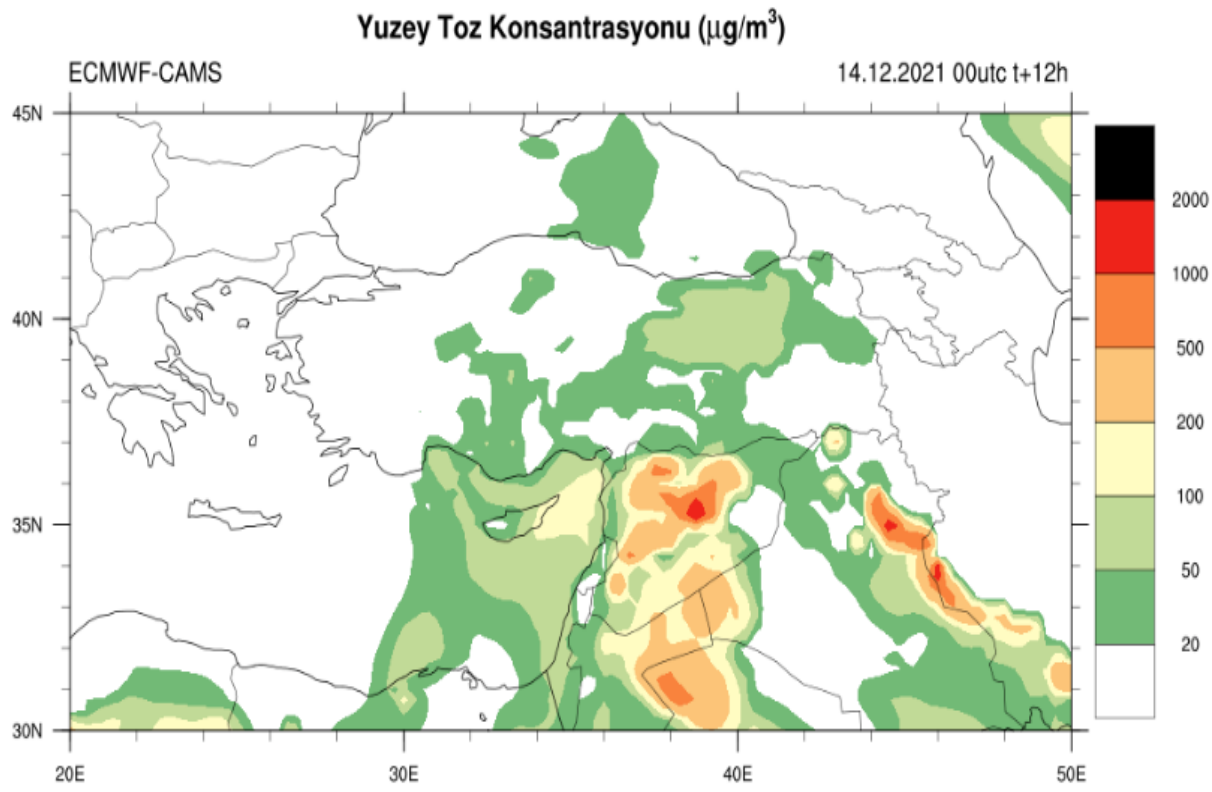 Yuzey Toz Konsantrasyonu (µg/m³)
ECMWF-CAMS 14.12.2021 00utc t+12h
45N
40N
35N
30N
20E 30E 40E 50E
2000
1000
500
200
100
50
20